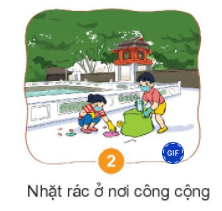 GIF
2
Nhặt rác ở nơi công cộng